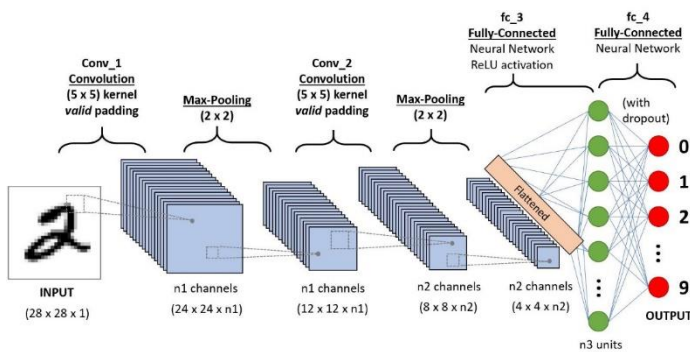 fc_3
Fully-Connected
Neural Network
ReLU activation
fc_4
Fully-Connected
Neural Network
Conv_1
Convolution
(5 x 5) kernel
valid padding
Max-Pooling
(2 x 2)
Conv_2
Convolution
(5 x 5) kernel
valid padding
Max-Pooling
(2 x 2)
(with
dropout)
Flattened
0
1
2
9
INPUT
(28 x 28 x 1)
n1 channels
(24 x 24 x n1)
n1 channels
(12 x 12 x n1)
n2 channels
(8 x 8 x n2)
n2 channels
(4 x 4 x n2)
n3 units
OUTPUT